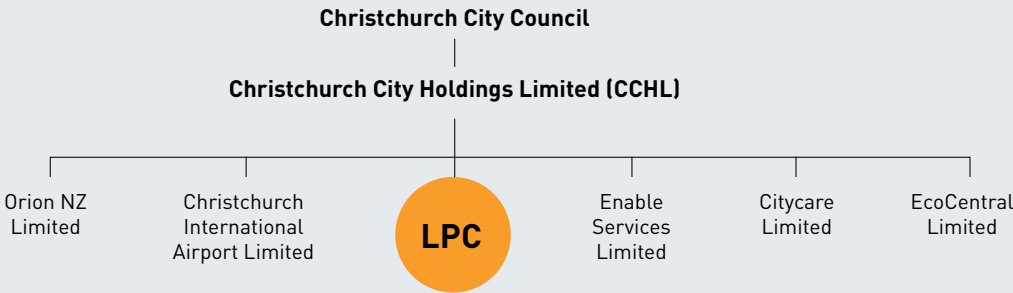 Christchurch City Council
Christchurch City Holdings Limited (CCHL)
Orion NZ
Limited
Christchurch
International
Airport Limited
LPC
Enable
Services
Limited
Citycare
Limited
EcoCentral
Limited